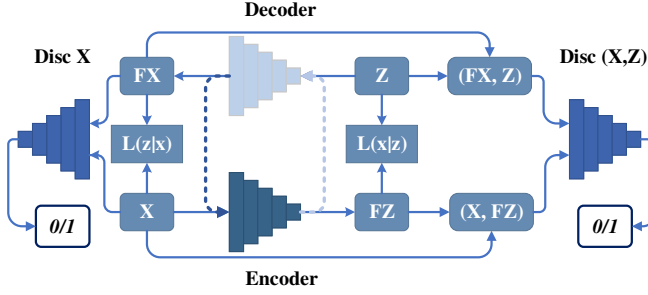 Decoder
Disc X
Disc (X,Z)
FX
Z
(FX, Z)
L(z|x)
L(x|z)
X
FZ
(X, FZ)
0/1
0/1
Encoder